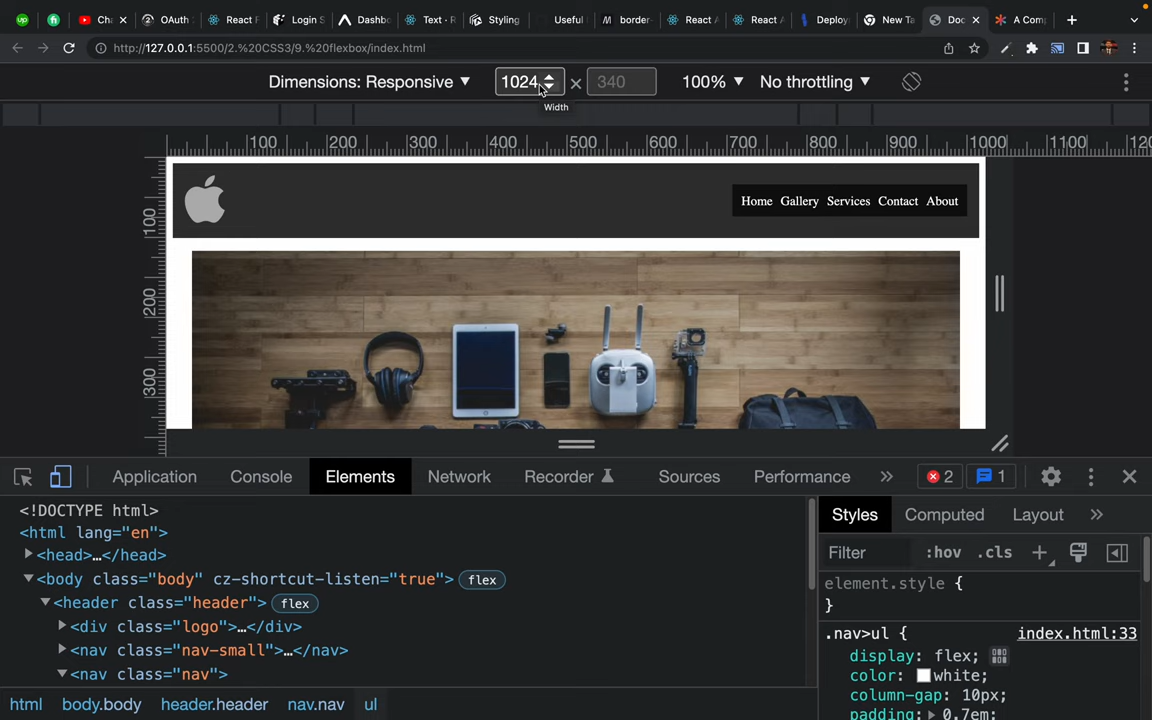 Cha
OAuth
React F
Login S
Dashbo
Text · R
Styling
Useful
border-
React A
React A
Deploy
New Ta
Doc
A Comp
http://127.0.0.1:5500/2.%20CSS3/9.%20flexbox/index.html
Dimensions: Responsive 1024 × 340 100% No throttling
Width
100 200 300 400 500 600 700 800 900 1000 1100
100
200
300
Home Gallery Services Contact About
Application Console Elements Network Recorder Sources Performance » 2 1
<!DOCTYPE html>
<html lang="en">
<head>…</head>
<body class="body" cz-shortcut-listen="true"> flex
<header class="header"> flex
<div class="logo">…</div>
<nav class="nav-small">…</nav>
<nav class="nav">
html body.body header.header nav.nav ul
Styles Computed Layout »
Filter :hov .cls +
element.style {
}
.nav>ul { index.html:33
display: flex;
color: white;
column-gap: 10px;
padding: 0.7em;